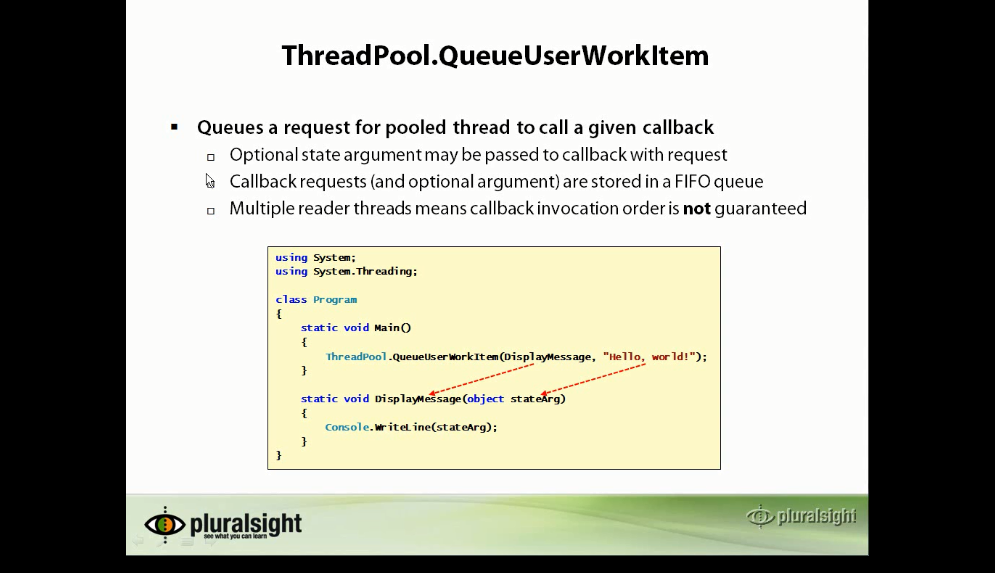 ThreadPool.QueueUserWorkItem
Queues a request for pooled thread to call a given callback
Optional state argument may be passed to callback with request
Callback requests (and optional argument) are stored in a FIFO queue
Multiple reader threads means callback invocation order is not guaranteed
using System;
using System.Threading;
class Program
{
static void Main()
{
ThreadPool.QueueUserWorkItem(DisplayMessage, "Hello, world!");
}
static void DisplayMessage(object stateArg)
{
Console.WriteLine(stateArg);
}
}
pluralsight
see what you can learn
pluralsight